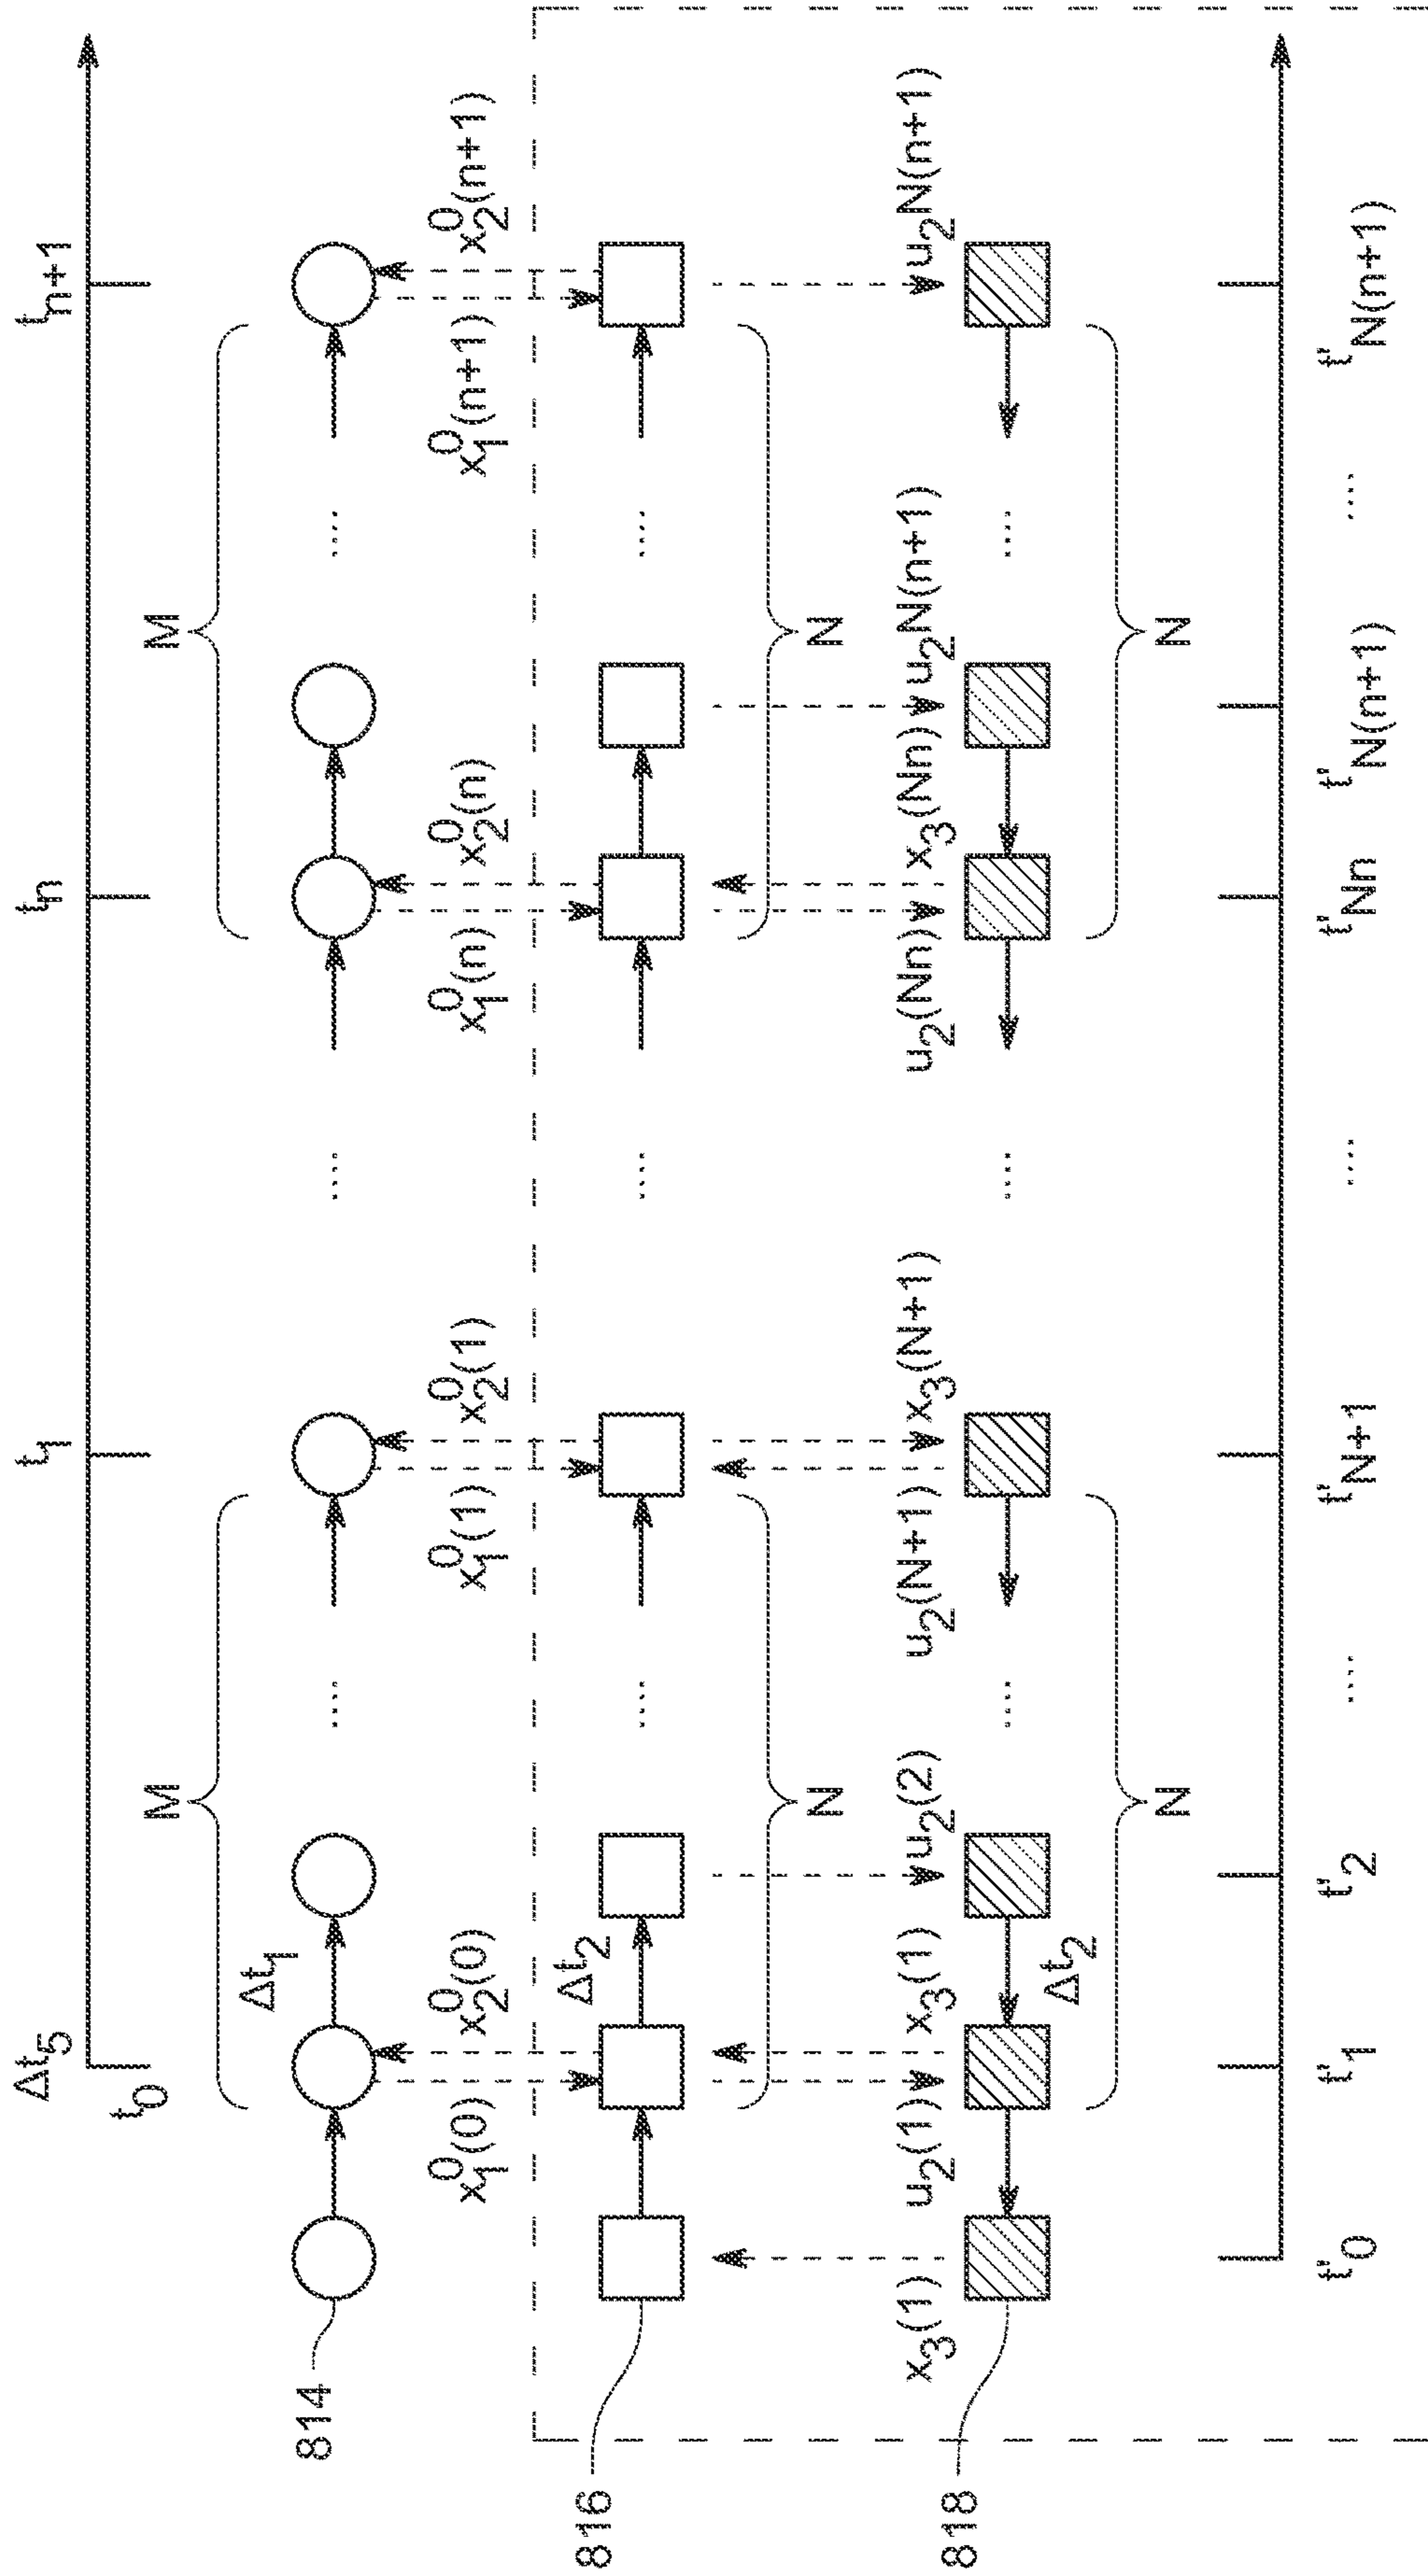 Δt5
t0 t1 tn tn+1
M M
814
Δt1
x1^0(0) x2^0(0) x1^0(1) x2^0(1) x1^0(n) x2^0(n) x1^0(n+1) x2^0(n+1)
816
Δt2
N N
x3(1) u2(1) x3(1) u2(2) u2(N+1) x3(N+1) u2(Nn) x3(Nn) u2N(n+1) u2N(n+1)
818
Δt2
N N
t'0 t'1 t'2 .... t'N+1 .... t'Nn t'N(n+1) .... t'N(n+1)